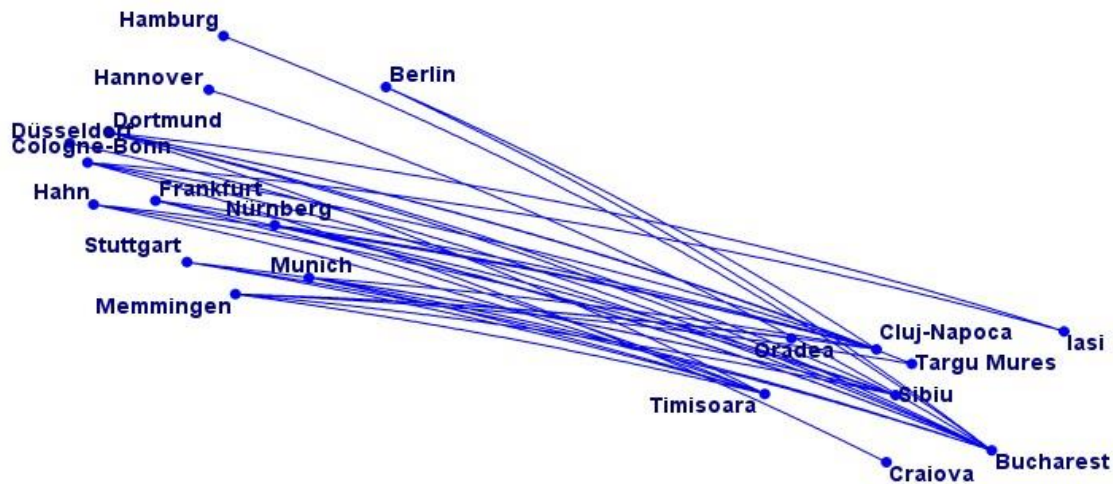 Hamburg
Berlin
Hannover
Dortmund
Düsseldorf
Cologne-Bonn
Hahn
Frankfurt
Nürnberg
Stuttgart
Munich
Memmingen
Cluj-Napoca
Iasi
Oradea
Targu Mures
Sibiu
Timisoara
Bucharest
Craiova